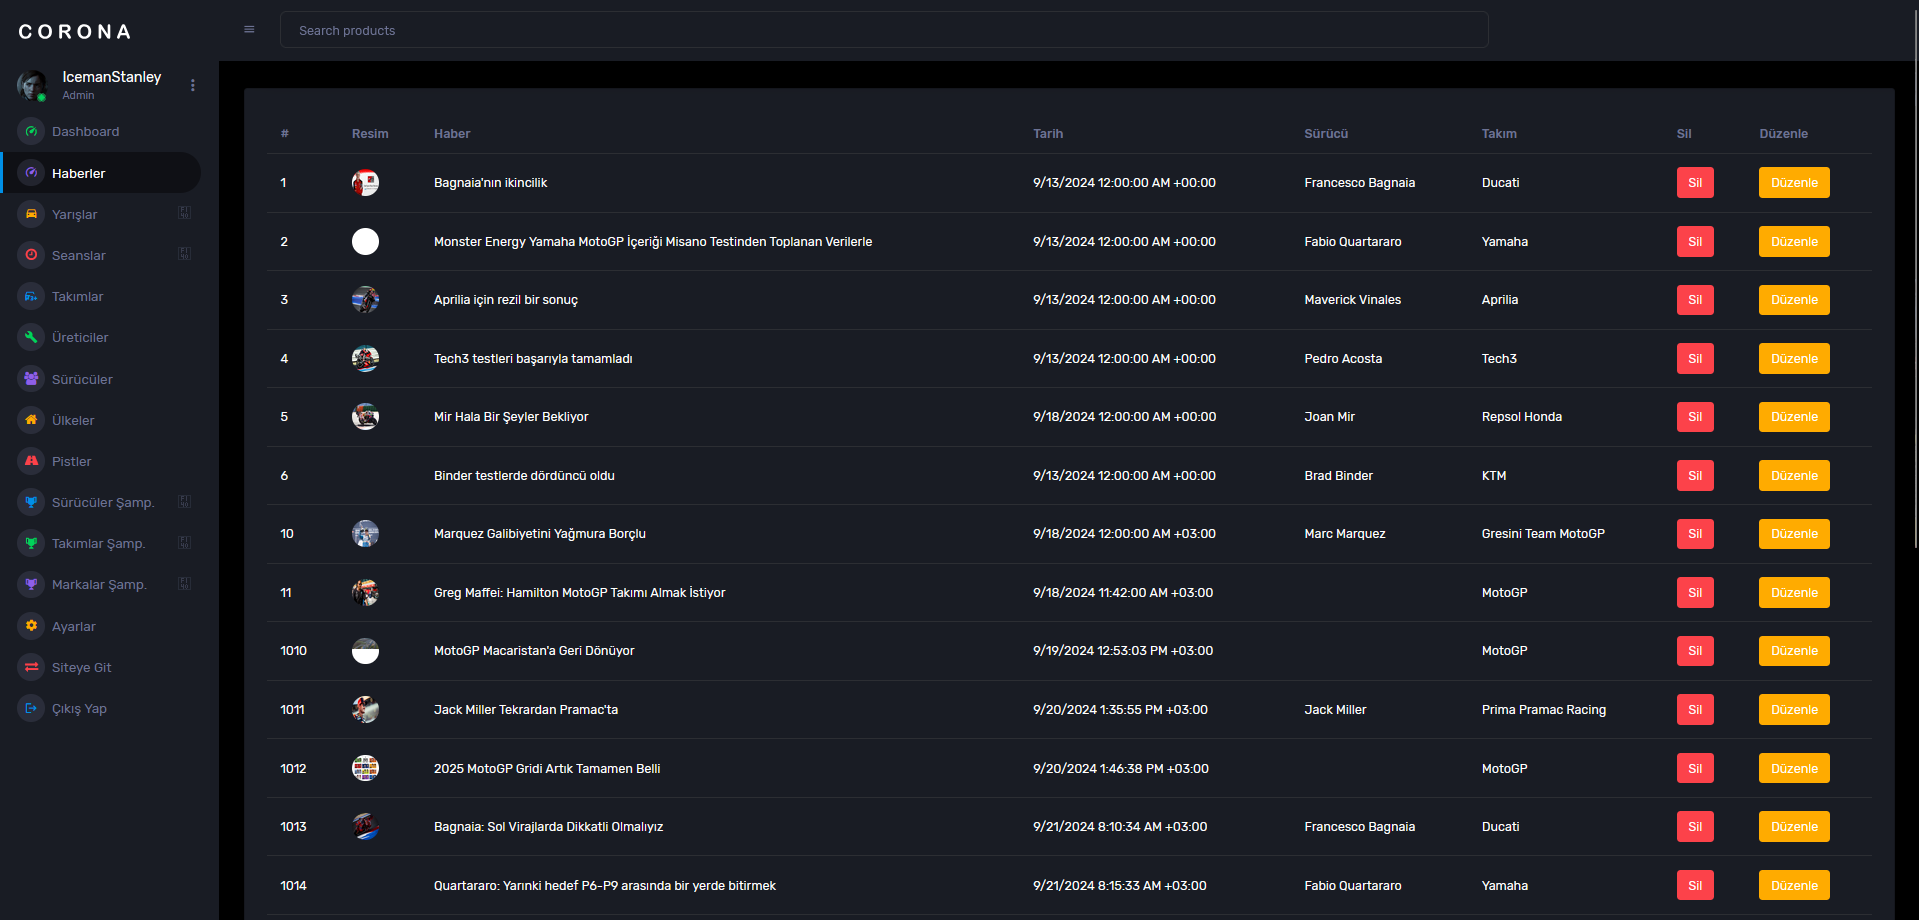 CORONA
Search products
IcemanStanley
Admin
Dashboard
Haberler
Yarışlar
Seanslar
Takımlar
Üreticiler
Sürücüler
Ülkeler
Pistler
Sürücüler Şamp.
Takımlar Şamp.
Markalar Şamp.
Ayarlar
Siteye Git
Çıkış Yap
# Resim Haber Tarih Sürücü Takım Sil Düzenle
1 Bagnaia'nın ikincilik 9/13/2024 12:00:00 AM +00:00 Francesco Bagnaia Ducati Sil Düzenle
2 Monster Energy Yamaha MotoGP İçeriği Misano Testinden Toplanan Verilerle 9/13/2024 12:00:00 AM +00:00 Fabio Quartararo Yamaha Sil Düzenle
3 Aprilia için rezil bir sonuç 9/13/2024 12:00:00 AM +00:00 Maverick Vinales Aprilia Sil Düzenle
4 Tech3 testleri başarıyla tamamladı 9/13/2024 12:00:00 AM +00:00 Pedro Acosta Tech3 Sil Düzenle
5 Mir Hala Bir Şeyler Bekliyor 9/18/2024 12:00:00 AM +00:00 Joan Mir Repsol Honda Sil Düzenle
6 Binder testlerde dördüncü oldu 9/13/2024 12:00:00 AM +00:00 Brad Binder KTM Sil Düzenle
10 Marquez Galibiyetini Yağmura Borçlu 9/18/2024 12:00:00 AM +03:00 Marc Marquez Gresini Team MotoGP Sil Düzenle
11 Greg Maffei: Hamilton MotoGP Takımı Almak İstiyor 9/18/2024 11:42:00 AM +03:00 MotoGP Sil Düzenle
1010 MotoGP Macaristan'a Geri Dönüyor 9/19/2024 12:53:03 PM +03:00 MotoGP Sil Düzenle
1011 Jack Miller Tekrardan Pramac'ta 9/20/2024 1:35:55 PM +03:00 Jack Miller Prima Pramac Racing Sil Düzenle
1012 2025 MotoGP Gridi Artık Tamamen Belli 9/20/2024 1:46:38 PM +03:00 MotoGP Sil Düzenle
1013 Bagnaia: Sol Virajlarda Dikkatli Olmalıyız 9/21/2024 8:10:34 AM +03:00 Francesco Bagnaia Ducati Sil Düzenle
1014 Quartararo: Yarınki hedef P6-P9 arasında bir yerde bitirmek 9/21/2024 8:15:33 AM +03:00 Fabio Quartararo Yamaha Sil Düzenle